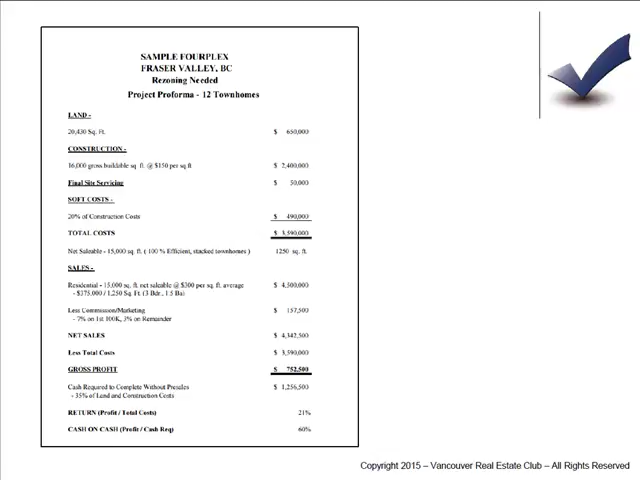 SAMPLE FOURPLEX
FRASER VALLEY, BC
Rezoning Needed
Project Proforma - 12 Townhomes
LAND -
20,430 Sq. Ft. $ 650,000
CONSTRUCTION -
16,000 gross buildable sq. ft. @ $150 per sq.ft $ 2,400,000
Final Site Servicing $ 50,000
SOFT COSTS -
20% of Construction Costs $ 490,000
TOTAL COSTS $ 3,590,000
Net Saleable - 15,000 sq. ft. ( 100 % Efficient, stacked townhomes ) 1250 sq. ft.
SALES -
Residential - 15,000 sq. ft. net saleable @ $300 per sq. ft. average $ 4,500,000
- $375,000 / 1,250 Sq. Ft. (3 Bdr., 1.5 Ba)
Less Commission/Marketing $ 157,500
- 7% on 1st 100K, 3% on Remainder
NET SALES $ 4,342,500
Less Total Costs $ 3,590,000
GROSS PROFIT $ 752,500
Cash Required to Complete Without Presales $ 1,256,500
- 35% of Land and Construction Costs
RETURN (Profit / Total Costs) 21%
CASH ON CASH (Profit / Cash Req) 60%
Copyright 2015 – Vancouver Real Estate Club – All Rights Reserved